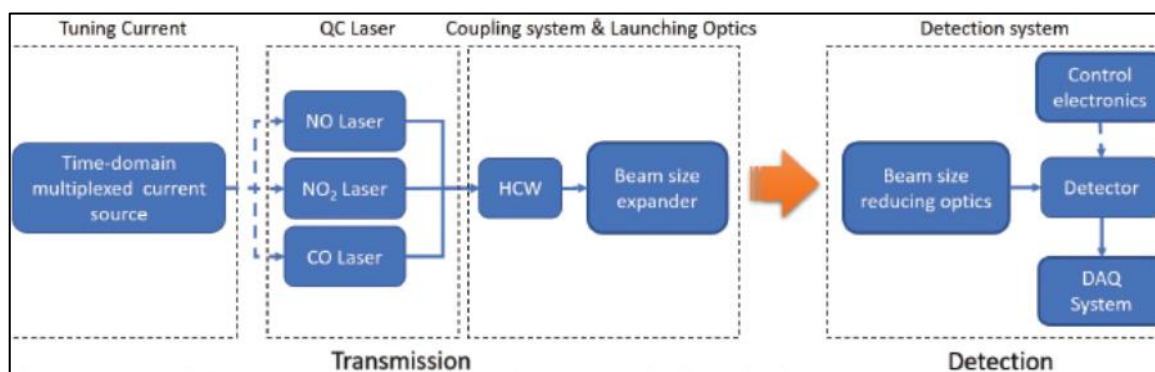 Tuning Current
QC Laser
Coupling system & Launching Optics
Detection system
Time-domain
multiplexed current
source
NO Laser
NO₂ Laser
CO Laser
HCW
Beam size
expander
Beam size
reducing optics
Control
electronics
Detector
DAQ
System
Transmission
Detection